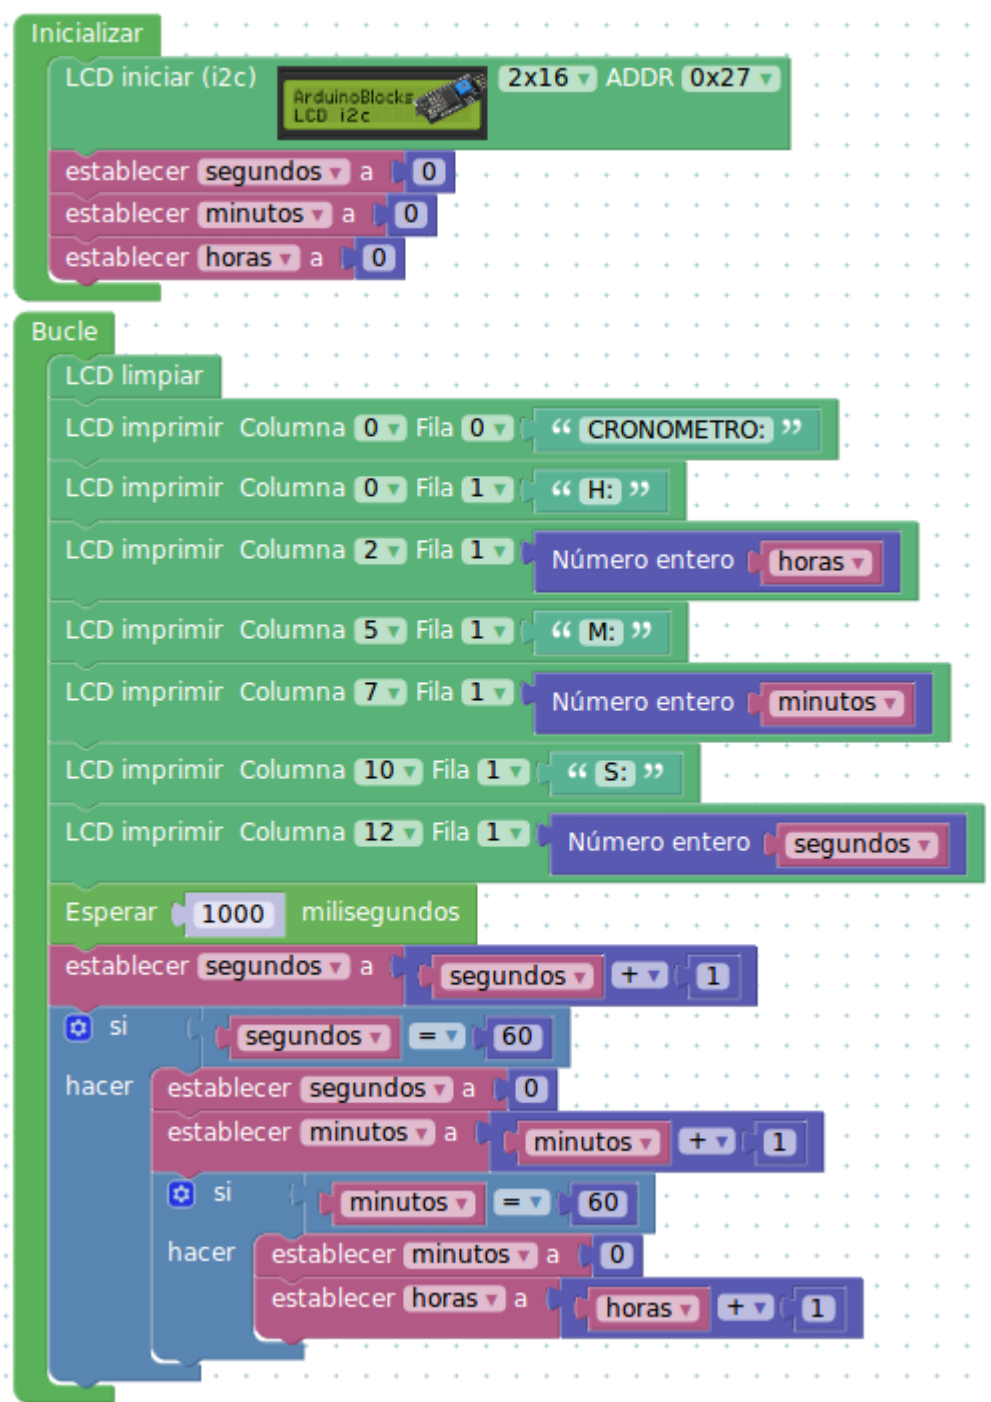 Inicializar
LCD iniciar (i2c) ArduinoBlocks LCD i2c 2x16 ADDR 0x27
establecer segundos a 0
establecer minutos a 0
establecer horas a 0
Bucle
LCD limpiar
LCD imprimir Columna 0 Fila 0 “ CRONOMETRO: ”
LCD imprimir Columna 0 Fila 1 “ H: ”
LCD imprimir Columna 2 Fila 1 Número entero horas
LCD imprimir Columna 5 Fila 1 “ M: ”
LCD imprimir Columna 7 Fila 1 Número entero minutos
LCD imprimir Columna 10 Fila 1 “ S: ”
LCD imprimir Columna 12 Fila 1 Número entero segundos
Esperar 1000 milisegundos
establecer segundos a segundos + 1
si segundos = 60
hacer establecer segundos a 0
establecer minutos a minutos + 1
si minutos = 60
hacer establecer minutos a 0
establecer horas a horas + 1